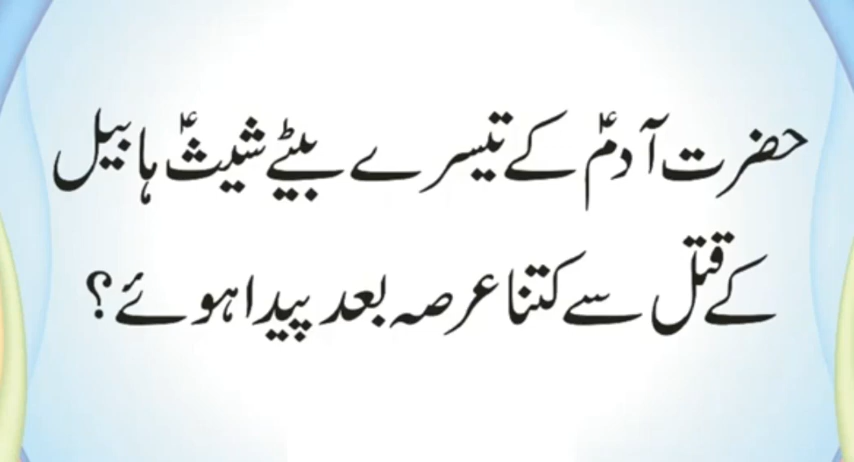 حضرت آدمؑ کے تیسرے بیٹے شیثؑ ہابیل
کے قتل سے کتنا عرصہ بعد پیدا ہوئے؟